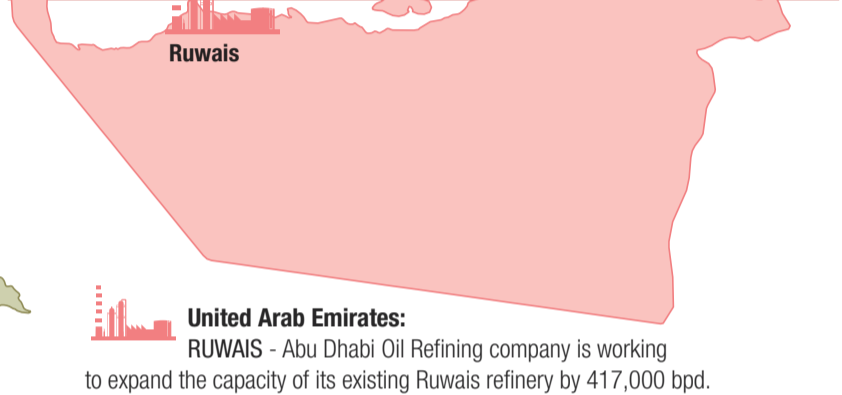 Ruwais
United Arab Emirates:
RUWAIS - Abu Dhabi Oil Refining company is working
to expand the capacity of its existing Ruwais refinery by 417,000 bpd.